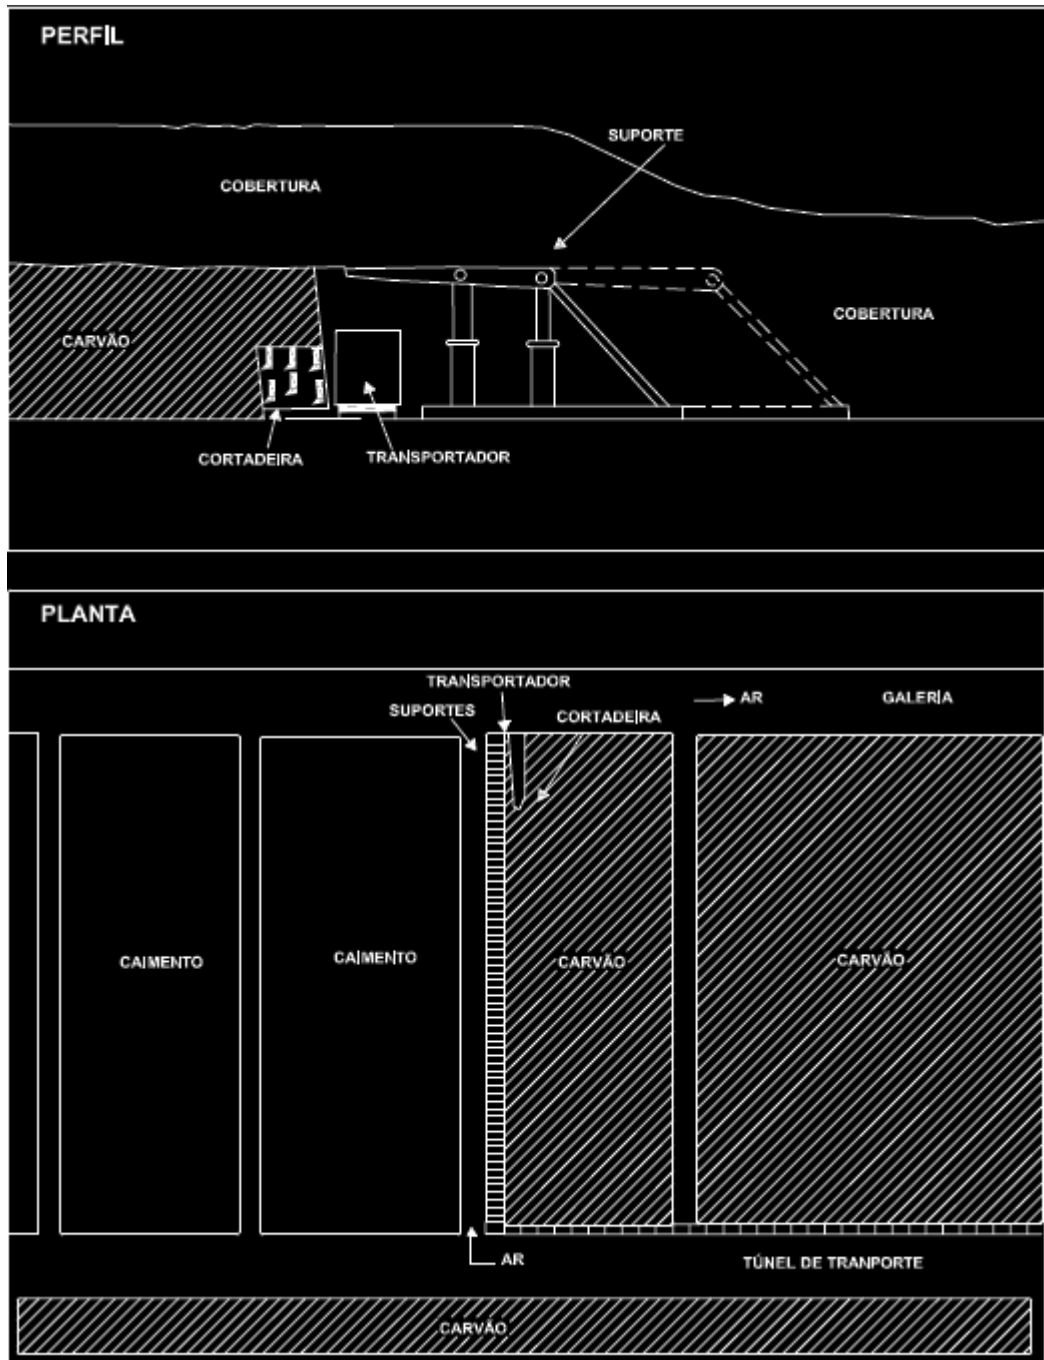 PERFÍL
SUPORTE
COBERTURA
COBERTURA
CARVÃO
CORTADEIRA
TRANSPORTADOR
PLANTA
TRANSPORTADOR
SUPORTES
CORTADEIRA
AR
GALERIA
CAIMENTO
CAIMENTO
CARVÃO
CARVÃO
AR
TÚNEL DE TRANPORTE
CARVÃO